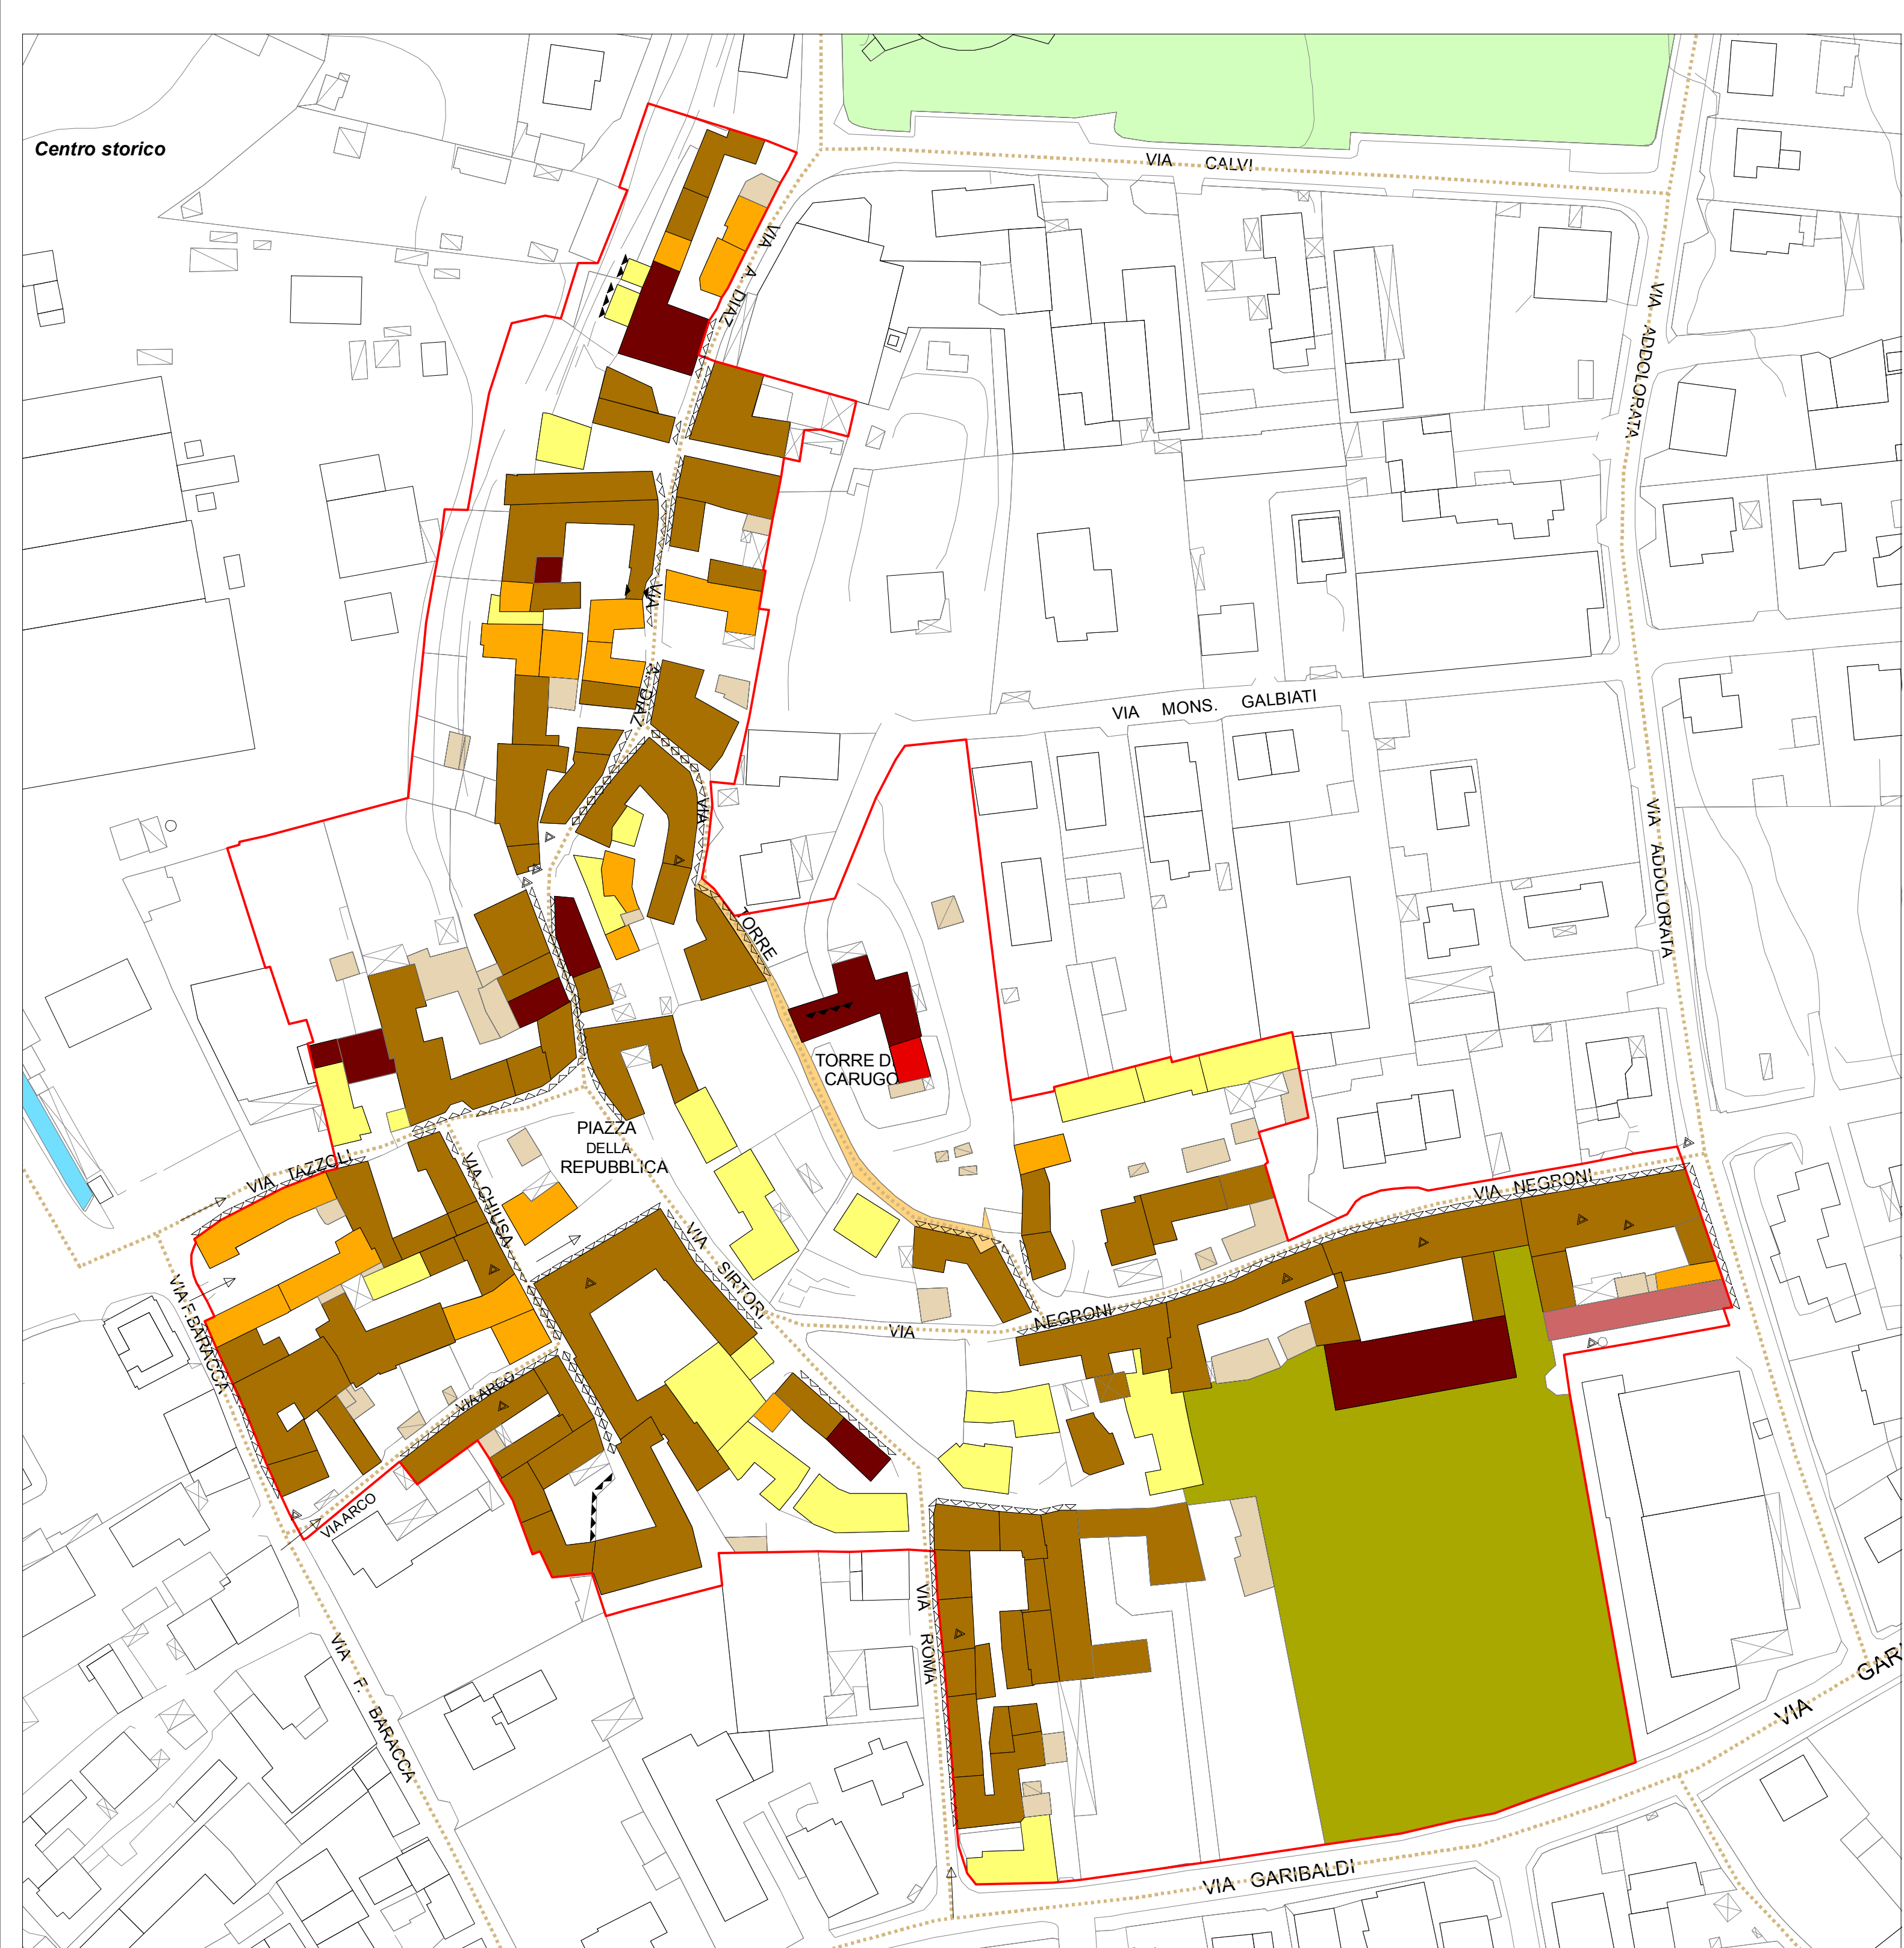 Centro storico
VIA CALVI
VIA A. DIAZ
VIA ADDOLORATA
VIA A. DIAZ
VIA MONS. GALBIATI
VIA TORRE
VIA ADDOLORATA
TORRE DI
CARUGO
PIAZZA
DELLA
REPUBBLICA
VIA TAZZOLI
VIA CHIUSA
VIA NEGRONI
VIA SIRTORI
VIA F. BARACCA
VIA NEGRONI
VIA ARCO
VIA ARCO
VIA ROMA
VIA F. BARACCA
VIA GARIBALDI
VIA GARI